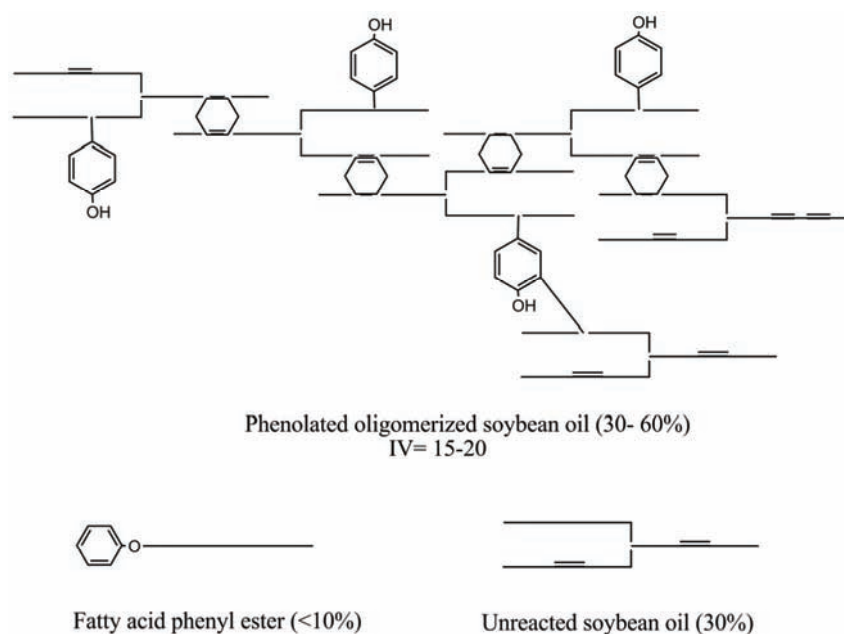 OH
OH
OH
OH
Phenolated oligomerized soybean oil (30- 60%)
IV= 15-20
O
Fatty acid phenyl ester (<10%)
Unreacted soybean oil (30%)